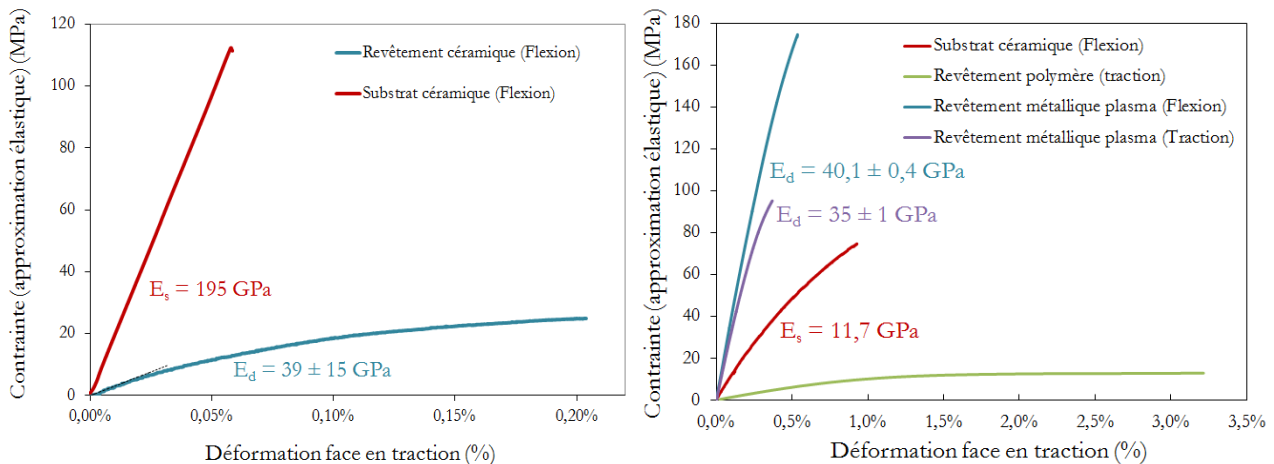 Contrainte (approximation élastique) (MPa)
120
100
80
60
40
20
0
Revêtement céramique (Flexion)
Substrat céramique (Flexion)
E_s = 195 GPa
E_d = 39 ± 15 GPa
0,00%
0,05%
0,10%
0,15%
0,20%
Déformation face en traction (%)
Contrainte (approximation élastique) (MPa)
180
160
140
120
100
80
60
40
20
0
Substrat céramique (Flexion)
Revêtement polymère (traction)
Revêtement métallique plasma (Flexion)
Revêtement métallique plasma (Traction)
E_d = 40,1 ± 0,4 GPa
E_d = 35 ± 1 GPa
E_s = 11,7 GPa
0,0%
0,5%
1,0%
1,5%
2,0%
2,5%
3,0%
3,5%
Déformation face en traction (%)